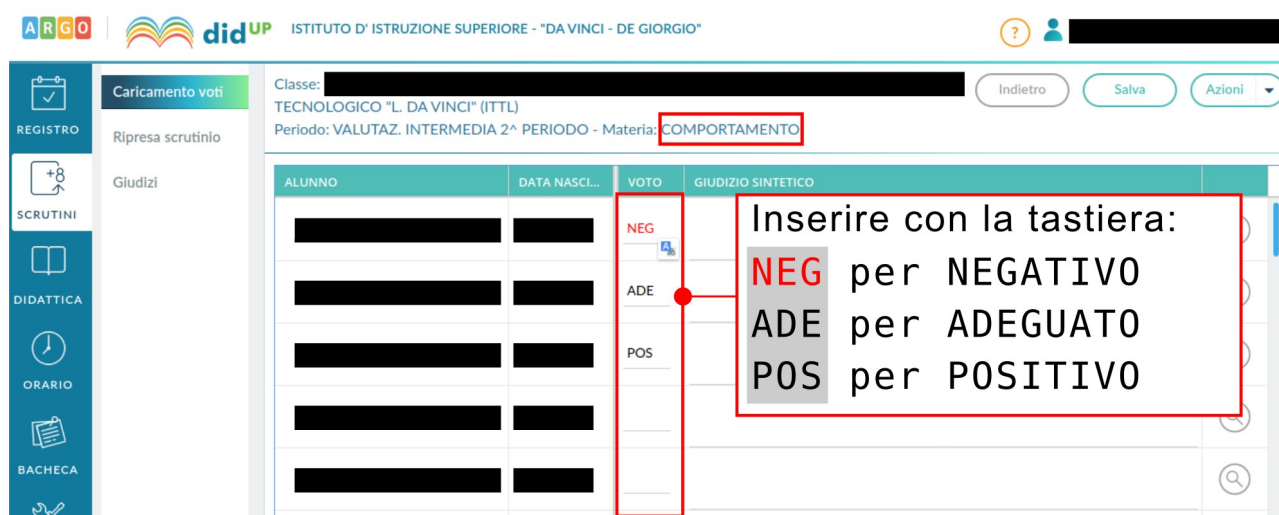 ARGO didUP ISTITUTO D' ISTRUZIONE SUPERIORE - "DA VINCI - DE GIORGIO" ?
Classe:
TECNOLOGICO "L. DA VINCI" (ITTL)
Periodo: VALUTAZ. INTERMEDIA 2^ PERIODO - Materia: COMPORTAMENTO
Indietro Salva Azioni
REGISTRO
SCRUTINI
DIDATTICA
ORARIO
BACHECA
Caricamento voti
Ripresa scrutinio
Giudizi
ALUNNO DATA NASCI... VOTO GIUDIZIO SINTETICO
NEG
ADE
POS
Inserire con la tastiera:
NEG per NEGATIVO
ADE per ADEGUATO
POS per POSITIVO